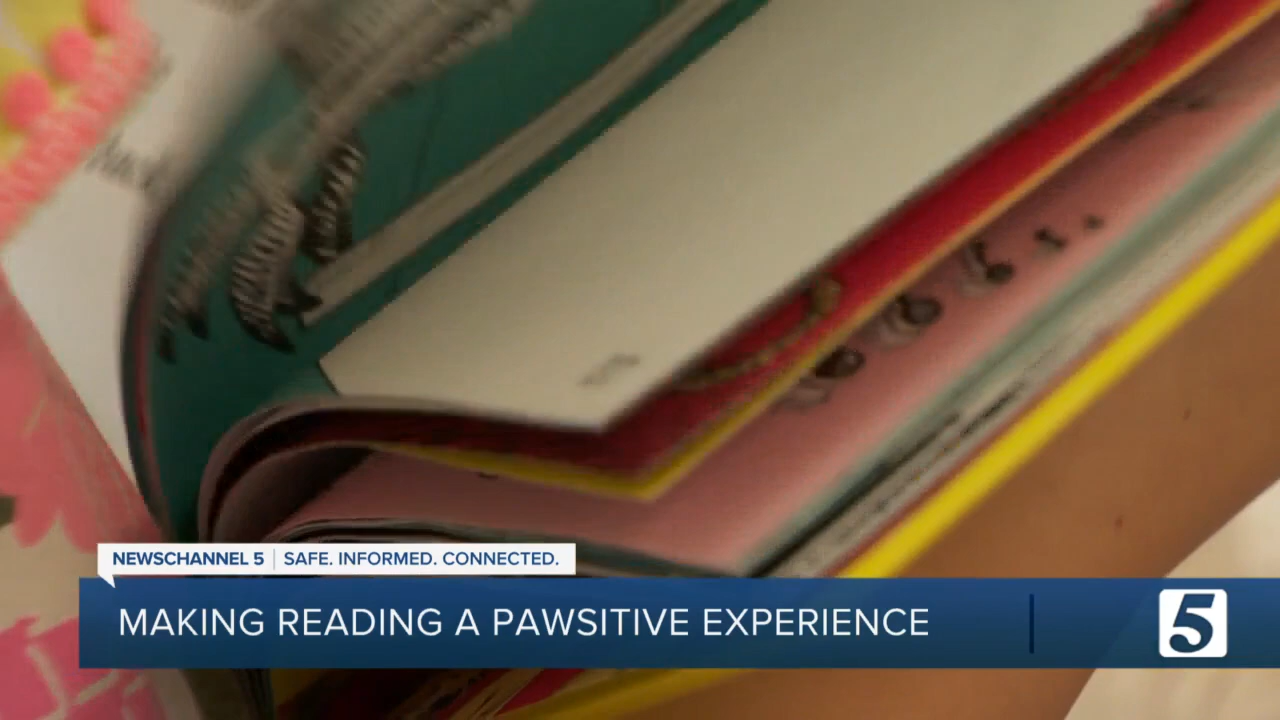 NEWSCHANNEL 5 | SAFE. INFORMED. CONNECTED.
MAKING READING A PAWSITIVE EXPERIENCE
5